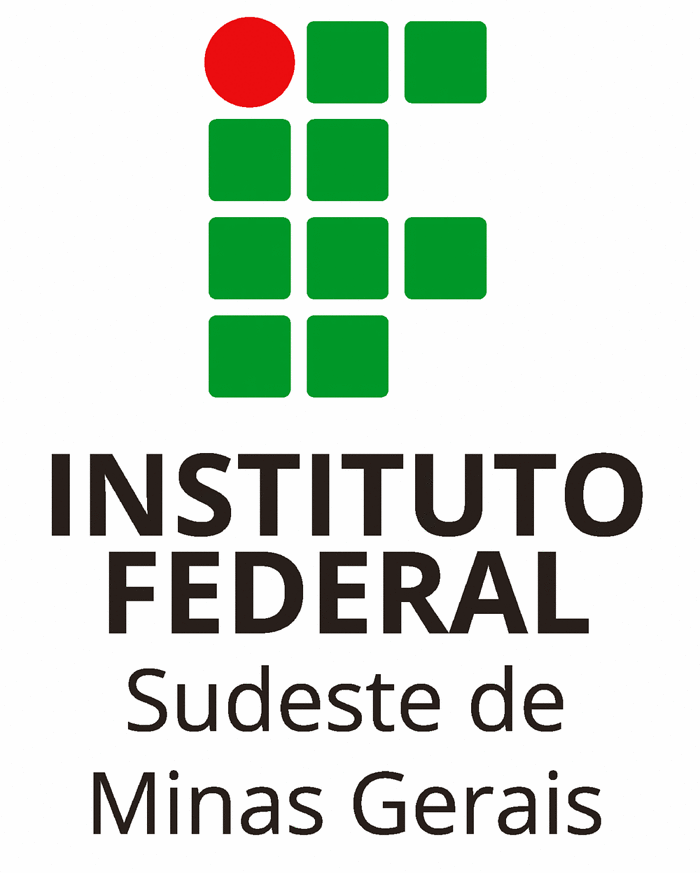 INSTITUTO
FEDERAL
Sudeste de
Minas Gerais